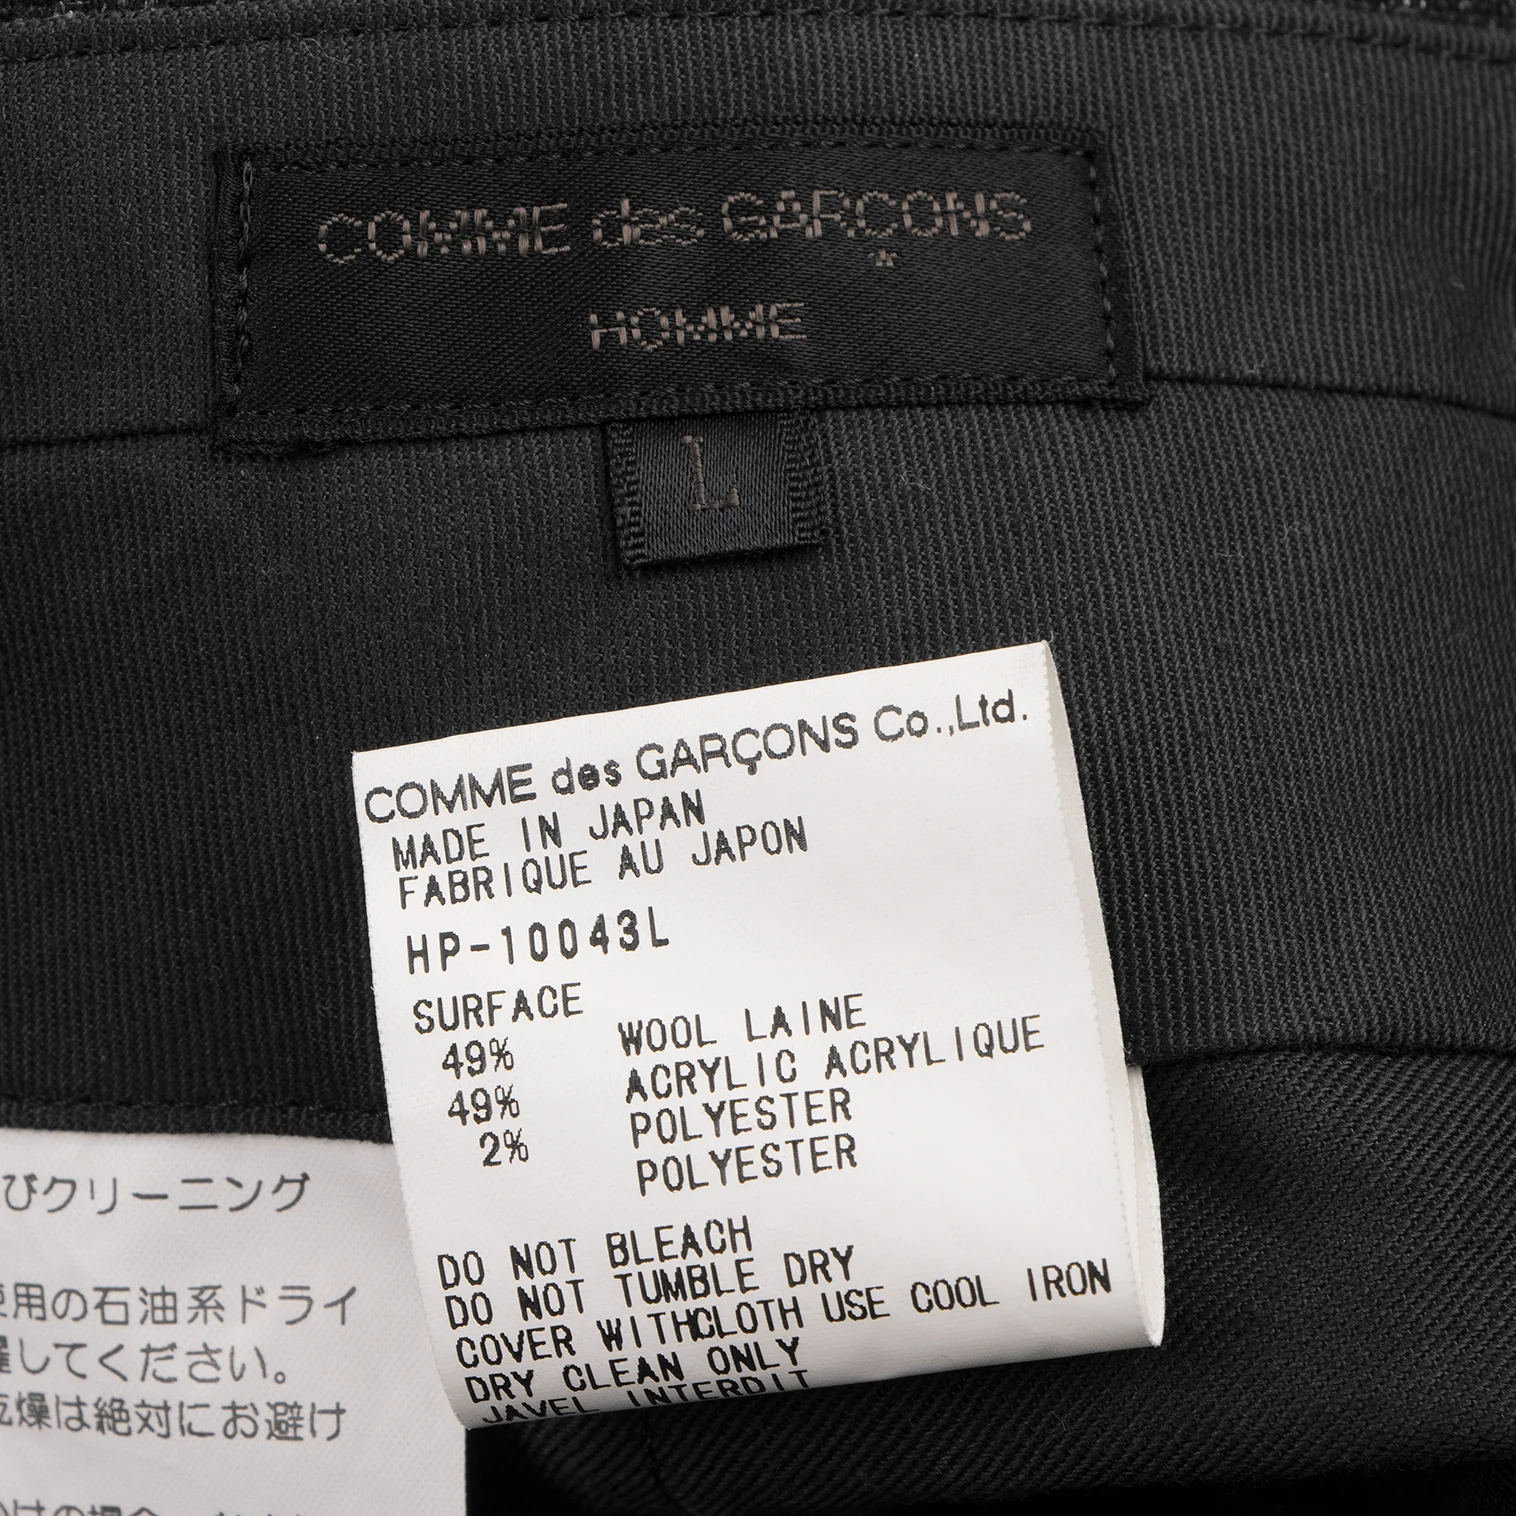 COMME des GARÇONS
HOMME
L
COMME des GARÇONS Co.,Ltd.
MADE IN JAPAN
FABRIQUE AU JAPON
HP-10043L
SURFACE
49% WOOL LAINE
49% ACRYLIC ACRYLIQUE
2% POLYESTER
POLYESTER
DO NOT BLEACH
DO NOT TUMBLE DRY
COVER WITHCLOTH USE COOL IRON
DRY CLEAN ONLY
JAVEL INTERDIT
びクリーニング
使用の石油系ドライ
してください。
乾燥は絶対にお避け